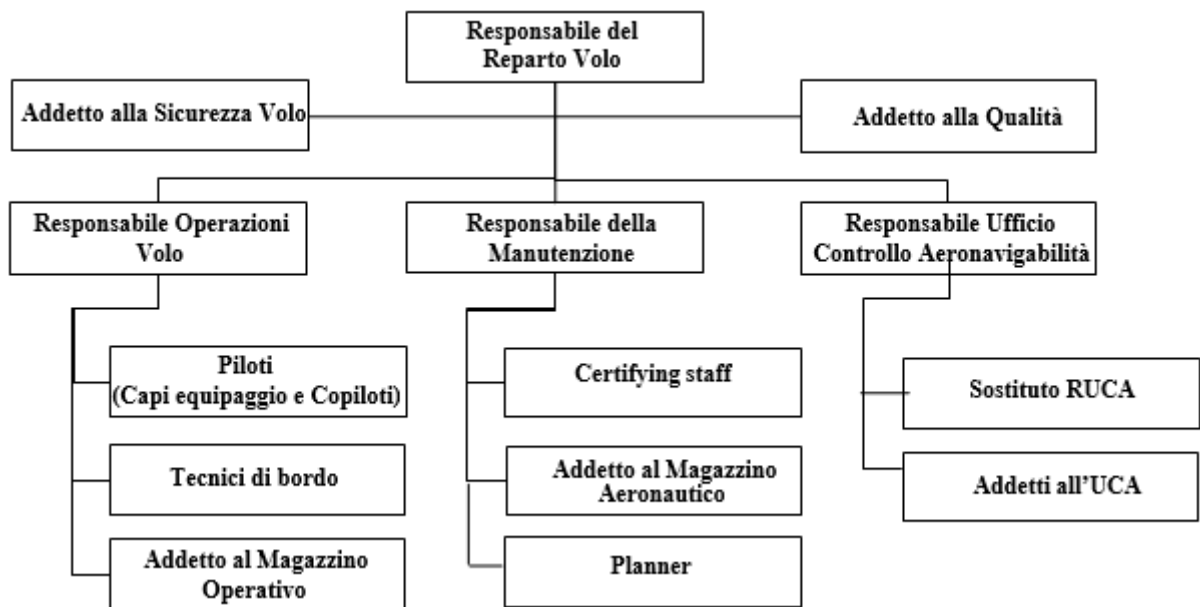 Responsabile del
Reparto Volo
Addetto alla Sicurezza Volo
Addetto alla Qualità
Responsabile Operazioni
Volo
Responsabile della
Manutenzione
Responsabile Ufficio
Controllo Aeronavigabilità
Piloti
(Capi equipaggio e Copiloti)
Tecnici di bordo
Addetto al Magazzino
Operativo
Certifying staff
Addetto al Magazzino
Aeronautico
Planner
Sostituto RUCA
Addetti all'UCA